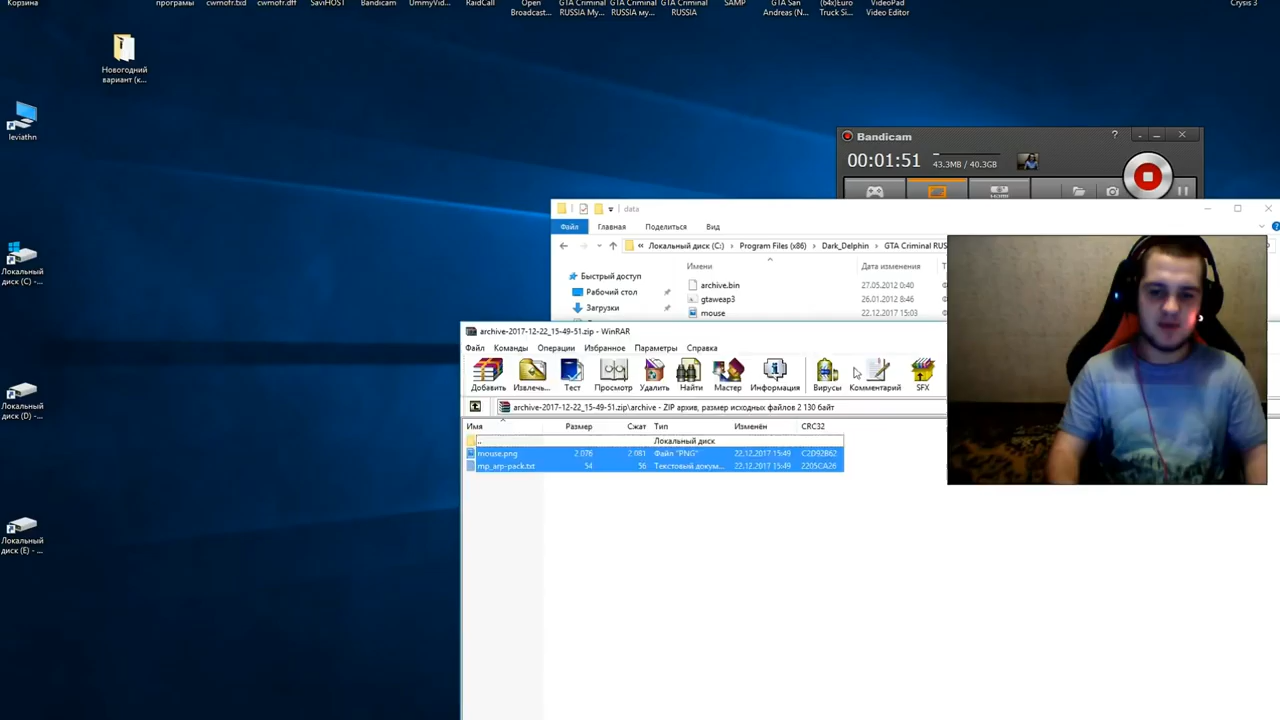 Корзина
програмы
cwmofr.txd
cwmofr.dff
SaviHOST
Bandicam
UmmyVid...
RaidCall
Open
Broadcast...
GTA Criminal
RUSSIA My...
GTA Criminal
RUSSIA му...
GTA Criminal
RUSSIA
SAMP
GTA San
Andreas (N...
(64x)Euro
Truck Si...
VideoPad
Video Editor
Crysis 3
Новогодний
вариант (к...
leviathn
Локальный
диск (C) -...
Локальный
диск (D) -...
Локальный
диск (E) -...
Bandicam
?
00:01:51
43.3MB / 40.3GB
HDMI
data
Файл
Главная
Поделиться
Вид
« Локальный диск (C:) › Program Files (x86) › Dark_Delphin › GTA Criminal RUS
Быстрый доступ
Рабочий стол
Загрузки
Имени
Дата изменения
archive.bin
27.05.2012 0:40
gtaweap3
26.01.2012 8:46
mouse
22.12.2017 15:03
archive-2017-12-22_15-49-51.zip - WinRAR
Файл Команды Операции Избранное Параметры Справка
Добавить Извлечь... Тест Просмотр Удалить Найти Мастер Информация Вирусы Комментарий SFX
archive-2017-12-22_15-49-51.zip\archive - ZIP архив, размер исходных файлов 2 130 байт
Имя Размер Сжат Тип Изменён CRC32
.. Локальный диск
mouse.png 2 076 2 081 Файл "PNG" 22.12.2017 15:49 C2D92B62
mp_arp-pack.txt 54 56 Текстовый докум... 22.12.2017 15:49 2205CA26